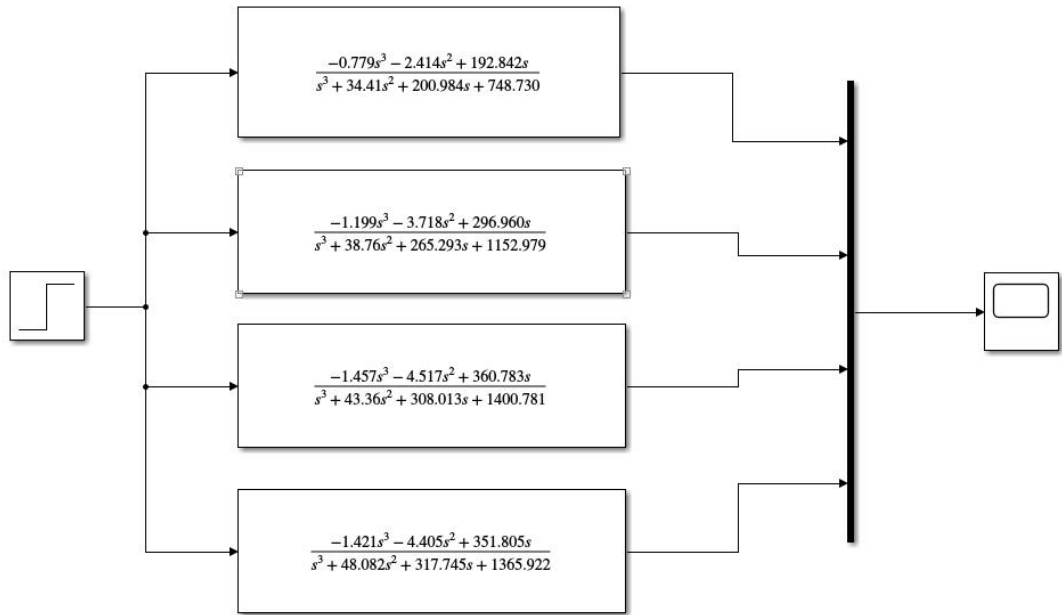 −0.779s³ − 2.414s² + 192.842s
s³ + 34.41s² + 200.984s + 748.730
−1.199s³ − 3.718s² + 296.960s
s³ + 38.76s² + 265.293s + 1152.979
−1.457s³ − 4.517s² + 360.783s
s³ + 43.36s² + 308.013s + 1400.781
−1.421s³ − 4.405s² + 351.805s
s³ + 48.082s² + 317.745s + 1365.922